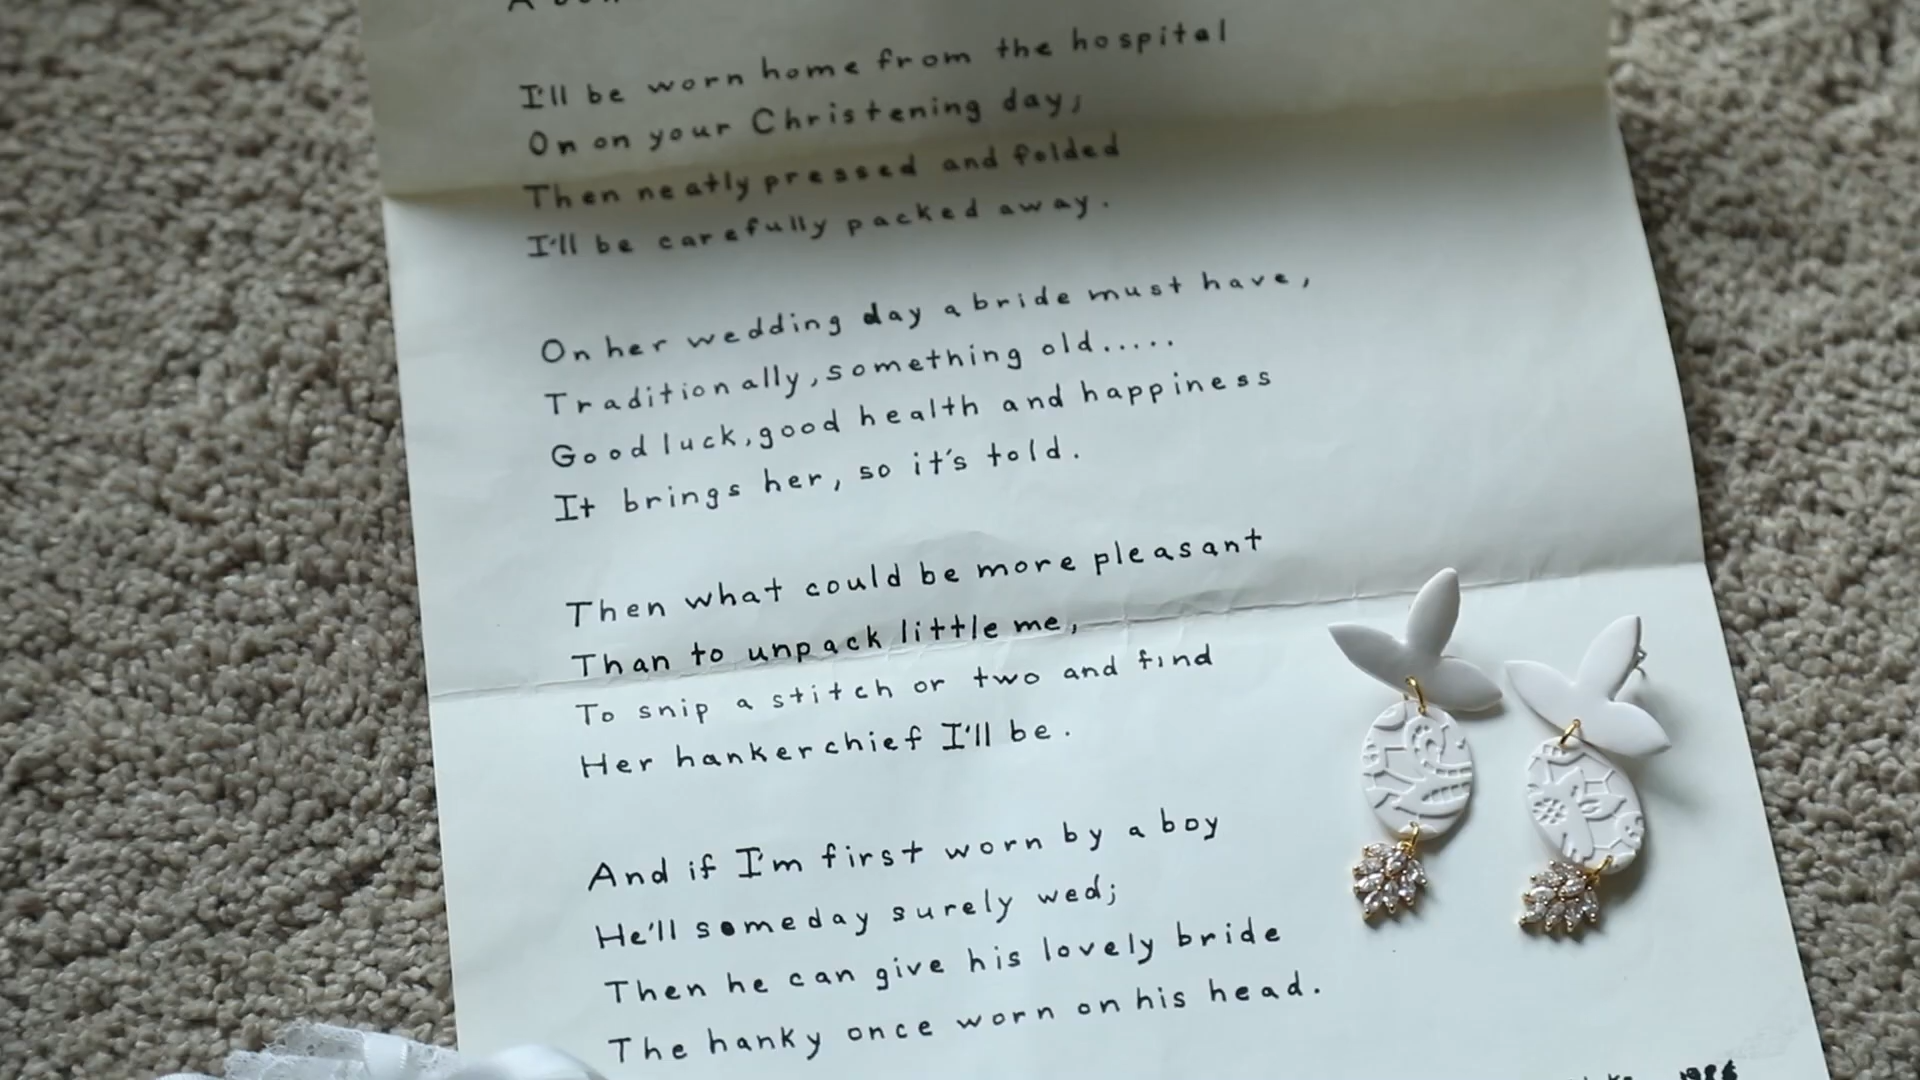 I'll be worn home from the hospital
On on your Christening day;
Then neatly pressed and folded
I'll be carefully packed away.
On her wedding day a bride must have,
Traditionally, something old.....
Good luck, good health and happiness
It brings her, so it's told.
Then what could be more pleasant
Than to unpack little me,
To snip a stitch or two and find
Her hankerchief I'll be.
And if I'm first worn by a boy
He'll someday surely wed;
Then he can give his lovely bride
The hanky once worn on his head.